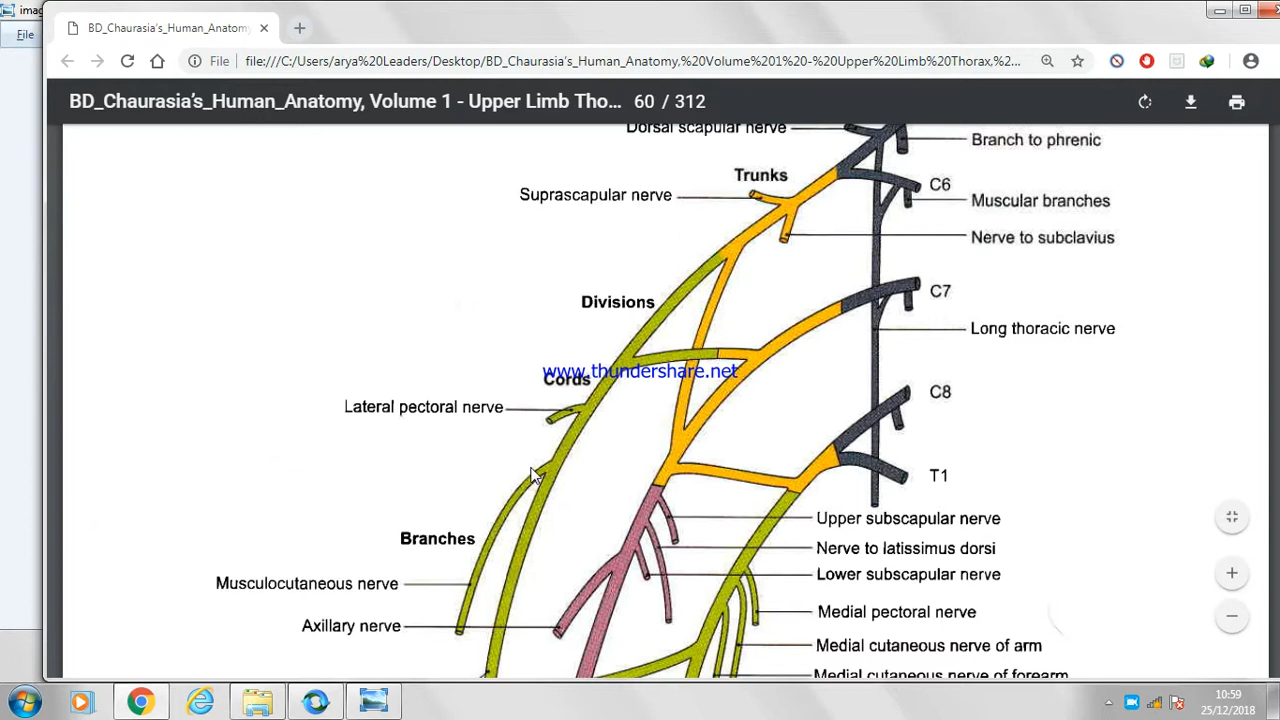 imag
File
BD_Chaurasia's_Human_Anatomy
File
file:///C:/Users/arya%20Leaders/Desktop/BD_Chaurasia's_Human_Anatomy,%20Volume%201%20-%20Upper%20Limb%20Thorax,%2...
BD_Chaurasia's_Human_Anatomy, Volume 1 - Upper Limb Tho... 60 / 312
Dorsal scapular nerve
Branch to phrenic
Trunks
C6
Suprascapular nerve
Muscular branches
Nerve to subclavius
Divisions
C7
Long thoracic nerve
www.thundershare.net
Cords
C8
Lateral pectoral nerve
T1
Upper subscapular nerve
Branches
Nerve to latissimus dorsi
Lower subscapular nerve
Musculocutaneous nerve
Medial pectoral nerve
Axillary nerve
Medial cutaneous nerve of arm
Medial cutaneous nerve of forearm
10:59
25/12/2018